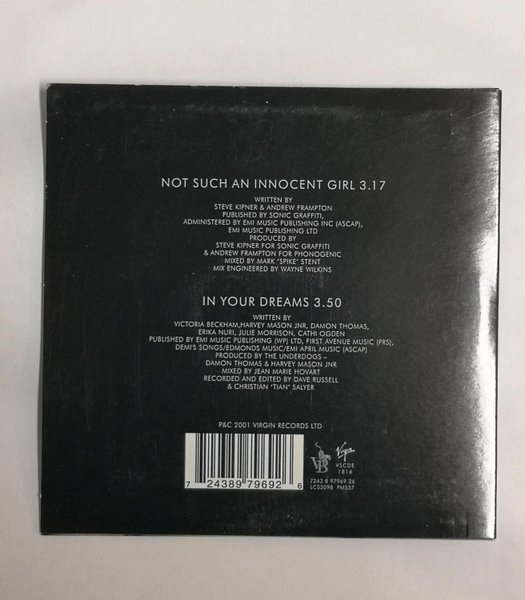 NOT SUCH AN INNOCENT GIRL 3.17
WRITTEN BY
STEVE KIPNER & ANDREW FRAMPTON
PUBLISHED BY SONIC GRAFFITI,
ADMINISTERED BY EMI MUSIC PUBLISHING INC (ASCAP),
EMI MUSIC PUBLISHING LTD
PRODUCED BY
STEVE KIPNER FOR SONIC GRAFFITI
& ANDREW FRAMPTON FOR PHONOGENIC
MIXED BY MARK "SPIKE" STENT
MIX ENGINEERED BY WAYNE WILKINS
IN YOUR DREAMS 3.50
WRITTEN BY
VICTORIA BECKHAM,HARVEY MASON JNR, DAMON THOMAS,
ERIKA NURI, JULIE MORRISON, CATHI OGDEN
PUBLISHED BY EMI MUSIC PUBLISHING (WP) LTD, FIRST AVENUE MUSIC (PRS),
DEMI'S SONGS/EDMONDS MUSIC/EMI APRIL MUSIC (ASCAP)
PRODUCED BY THE UNDERDOGS –
DAMON THOMAS & HARVEY MASON JNR
MIXED BY JEAN MARIE HOVART
RECORDED AND EDITED BY DAVE RUSSELL
& CHRISTIAN "TIAN" SALYER
P&C 2001 VIRGIN RECORDS LTD
7 24389 79692 6
VB
Virgin
VSCDE
1816
7243 8 97969 26
LC03098 PM537